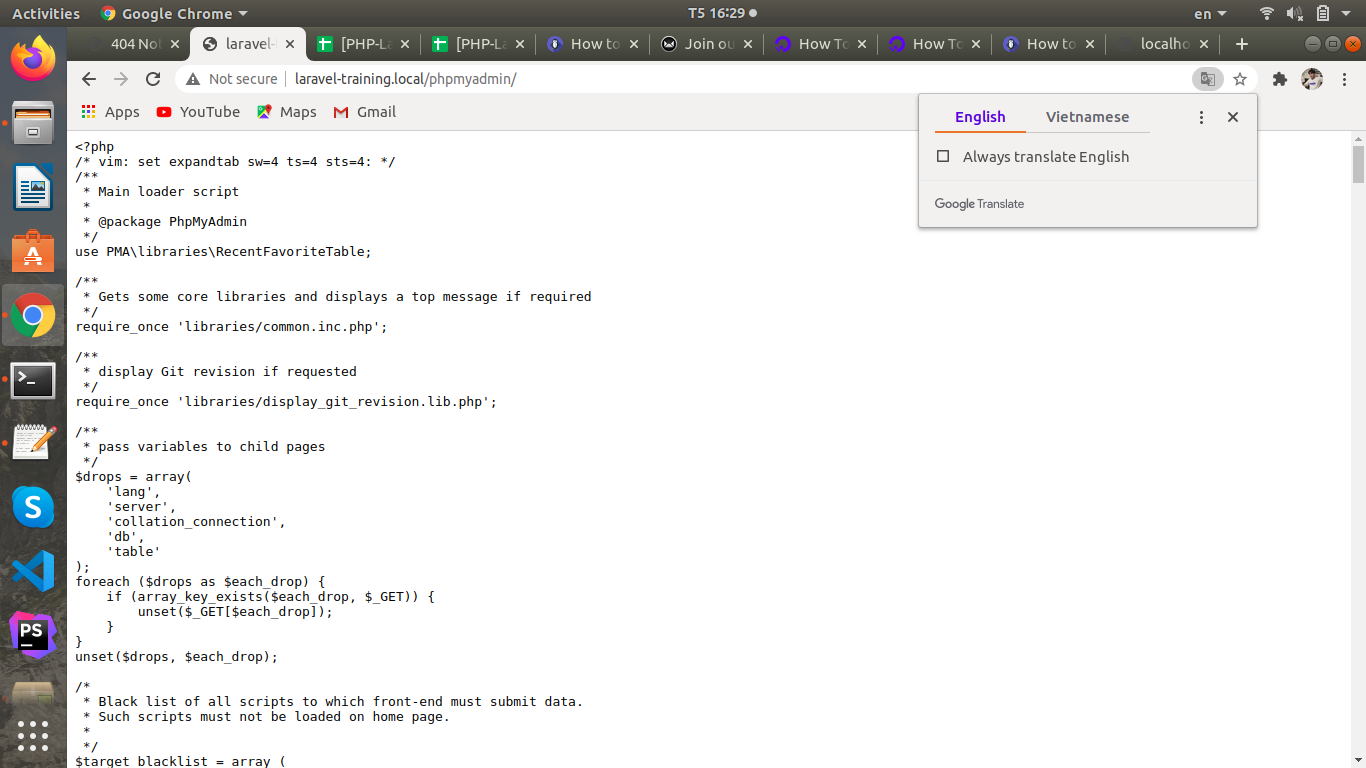 Activities
Google Chrome
T5 16:29
en
404 No
laravel-
[PHP-La
[PHP-La
How to
Join ou
How To
How To
How to
localho
Not secure
laravel-training.local/phpmyadmin/
Apps
YouTube
Maps
Gmail
English
Vietnamese
Always translate English
Google Translate
<?php
/* vim: set expandtab sw=4 ts=4 sts=4: */
/**
 * Main loader script
 *
 * @package PhpMyAdmin
 */
use PMA\libraries\RecentFavoriteTable;
/**
 * Gets some core libraries and displays a top message if required
 */
require_once 'libraries/common.inc.php';
/**
 * display Git revision if requested
 */
require_once 'libraries/display_git_revision.lib.php';
/**
 * pass variables to child pages
 */
$drops = array(
    'lang',
    'server',
    'collation_connection',
    'db',
    'table'
);
foreach ($drops as $each_drop) {
    if (array_key_exists($each_drop, $_GET)) {
        unset($_GET[$each_drop]);
    }
}
unset($drops, $each_drop);
/*
 * Black list of all scripts to which front-end must submit data.
 * Such scripts must not be loaded on home page.
 *
 */
$target_blacklist = array (
PS